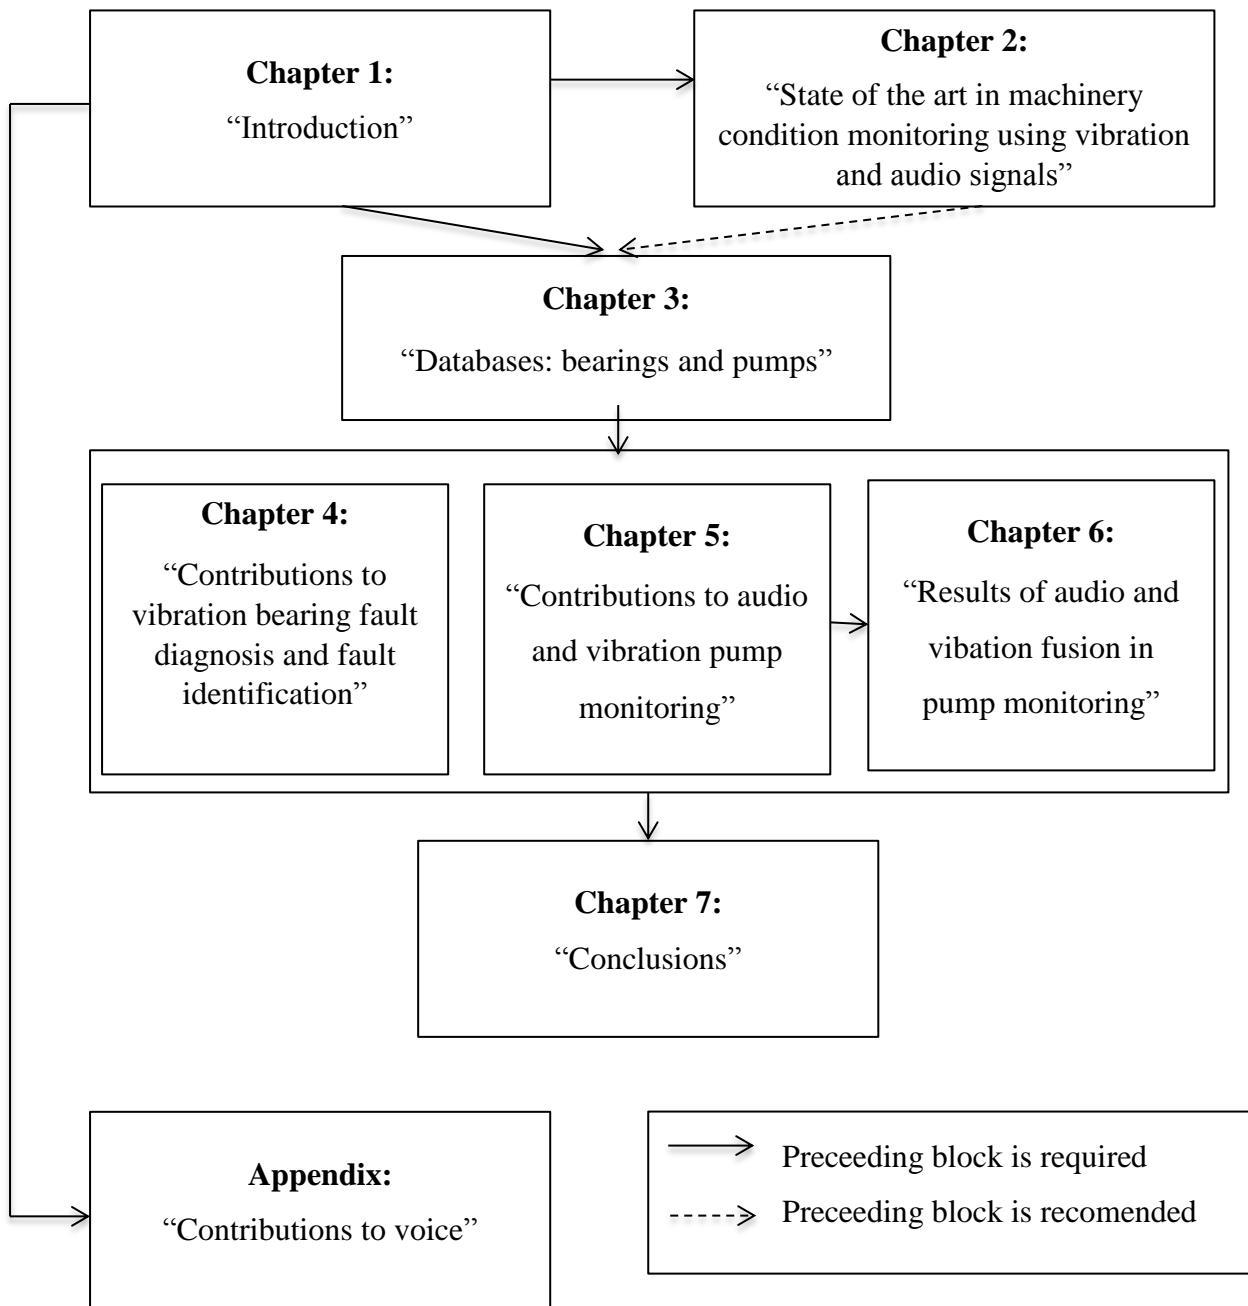 Chapter 1:
“Introduction”
Chapter 2:
“State of the art in machinery
condition monitoring using vibration
and audio signals”
Chapter 3:
“Databases: bearings and pumps”
Chapter 4:
“Contributions to
vibration bearing fault
diagnosis and fault
identification”
Chapter 5:
“Contributions to audio
and vibration pump
monitoring”
Chapter 6:
“Results of audio and
vibation fusion in
pump monitoring”
Chapter 7:
“Conclusions”
Appendix:
“Contributions to voice”
Preceeding block is required
Preceeding block is recomended